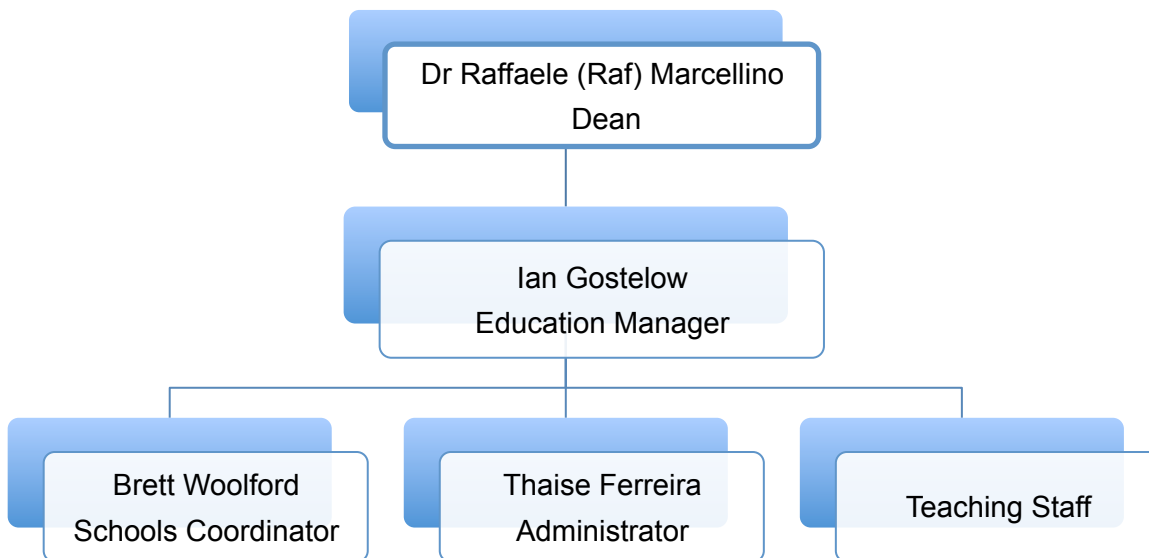 Dr Raffaele (Raf) Marcellino
Dean
Ian Gostelow
Education Manager
Brett Woolford
Schools Coordinator
Thaise Ferreira
Administrator
Teaching Staff